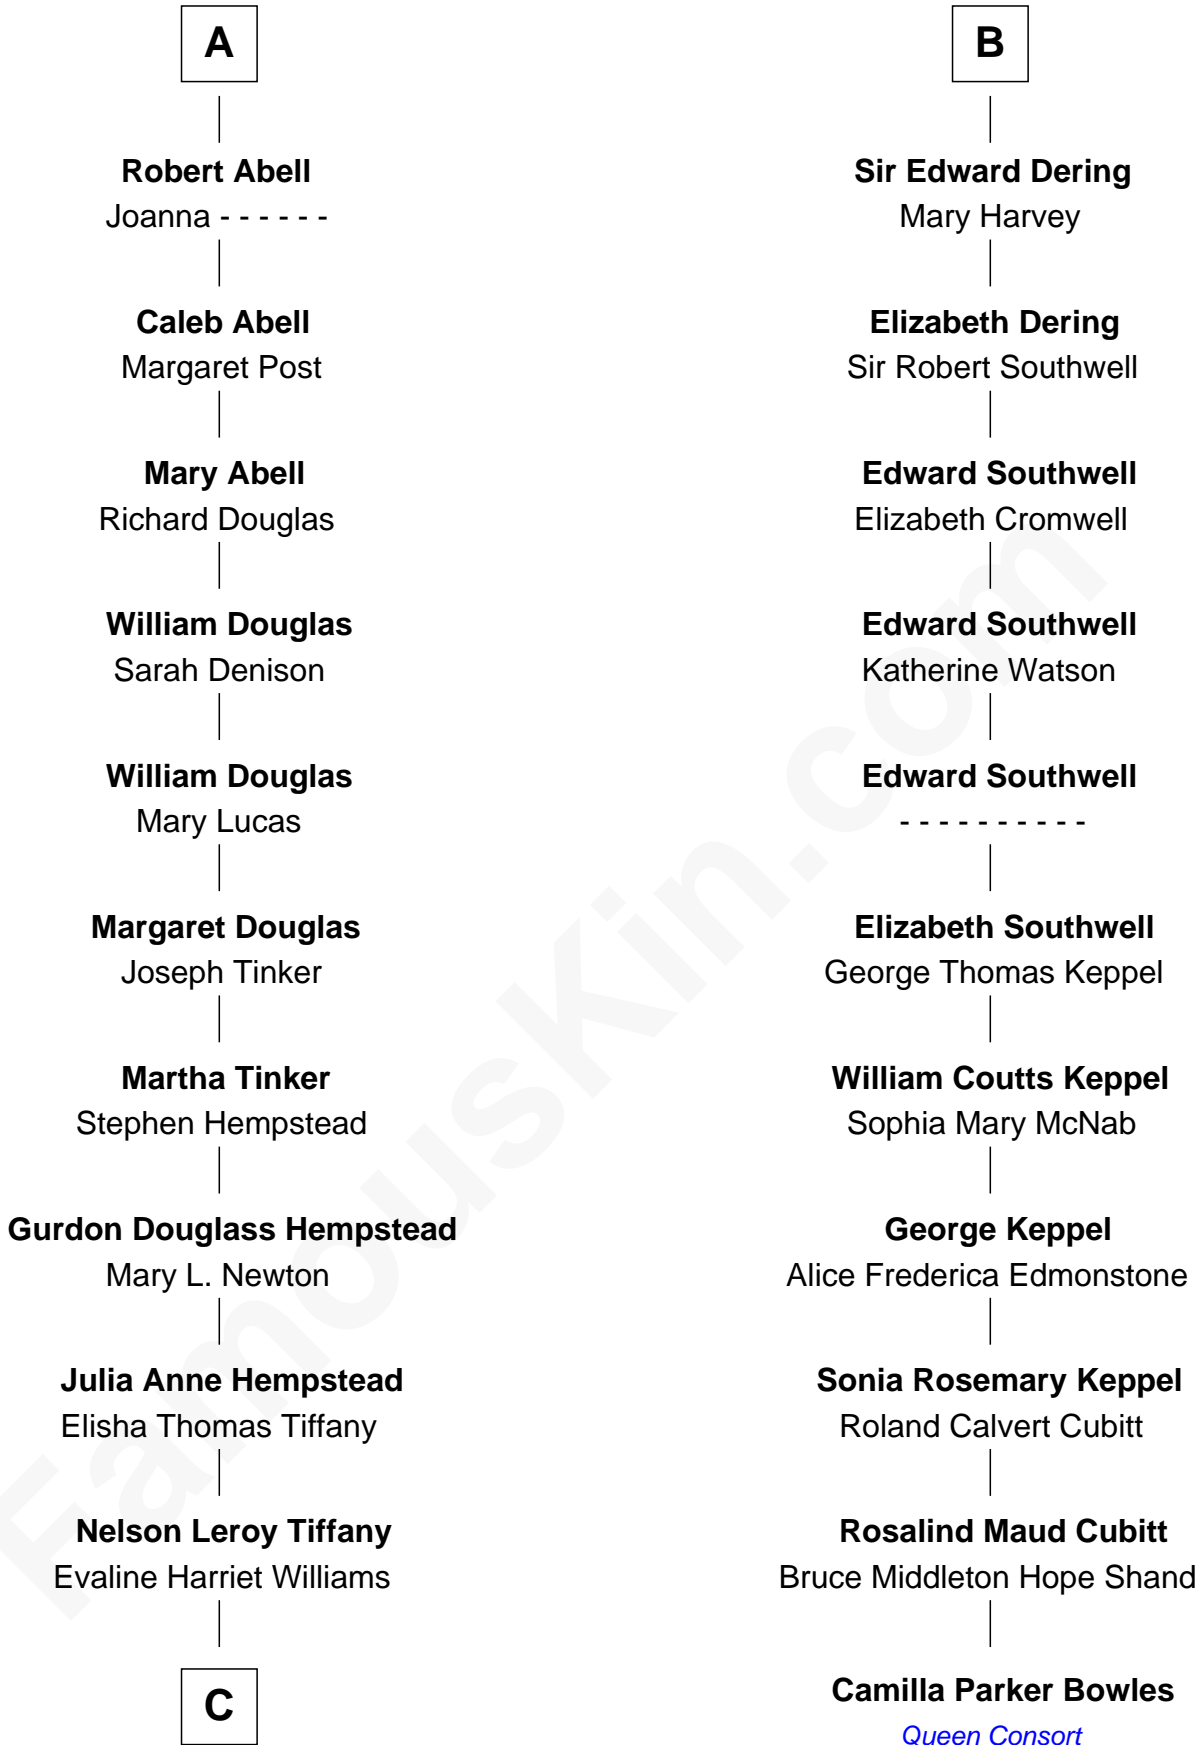 A
Robert Abell
Joanna - - - - - -
Caleb Abell
Margaret Post
Mary Abell
Richard Douglas
William Douglas
Sarah Denison
William Douglas
Mary Lucas
Margaret Douglas
Joseph Tinker
Martha Tinker
Stephen Hempstead
Gurdon Douglass Hempstead
Mary L. Newton
Julia Anne Hempstead
Elisha Thomas Tiffany
Nelson Leroy Tiffany
Evaline Harriet Williams
C
B
Sir Edward Dering
Mary Harvey
Elizabeth Dering
Sir Robert Southwell
Edward Southwell
Elizabeth Cromwell
Edward Southwell
Katherine Watson
Edward Southwell
- - - - - - - - - -
Elizabeth Southwell
George Thomas Keppel
William Coutts Keppel
Sophia Mary McNab
George Keppel
Alice Frederica Edmonstone
Sonia Rosemary Keppel
Roland Calvert Cubitt
Rosalind Maud Cubitt
Bruce Middleton Hope Shand
Camilla Parker Bowles
Queen Consort
FamousKin.com